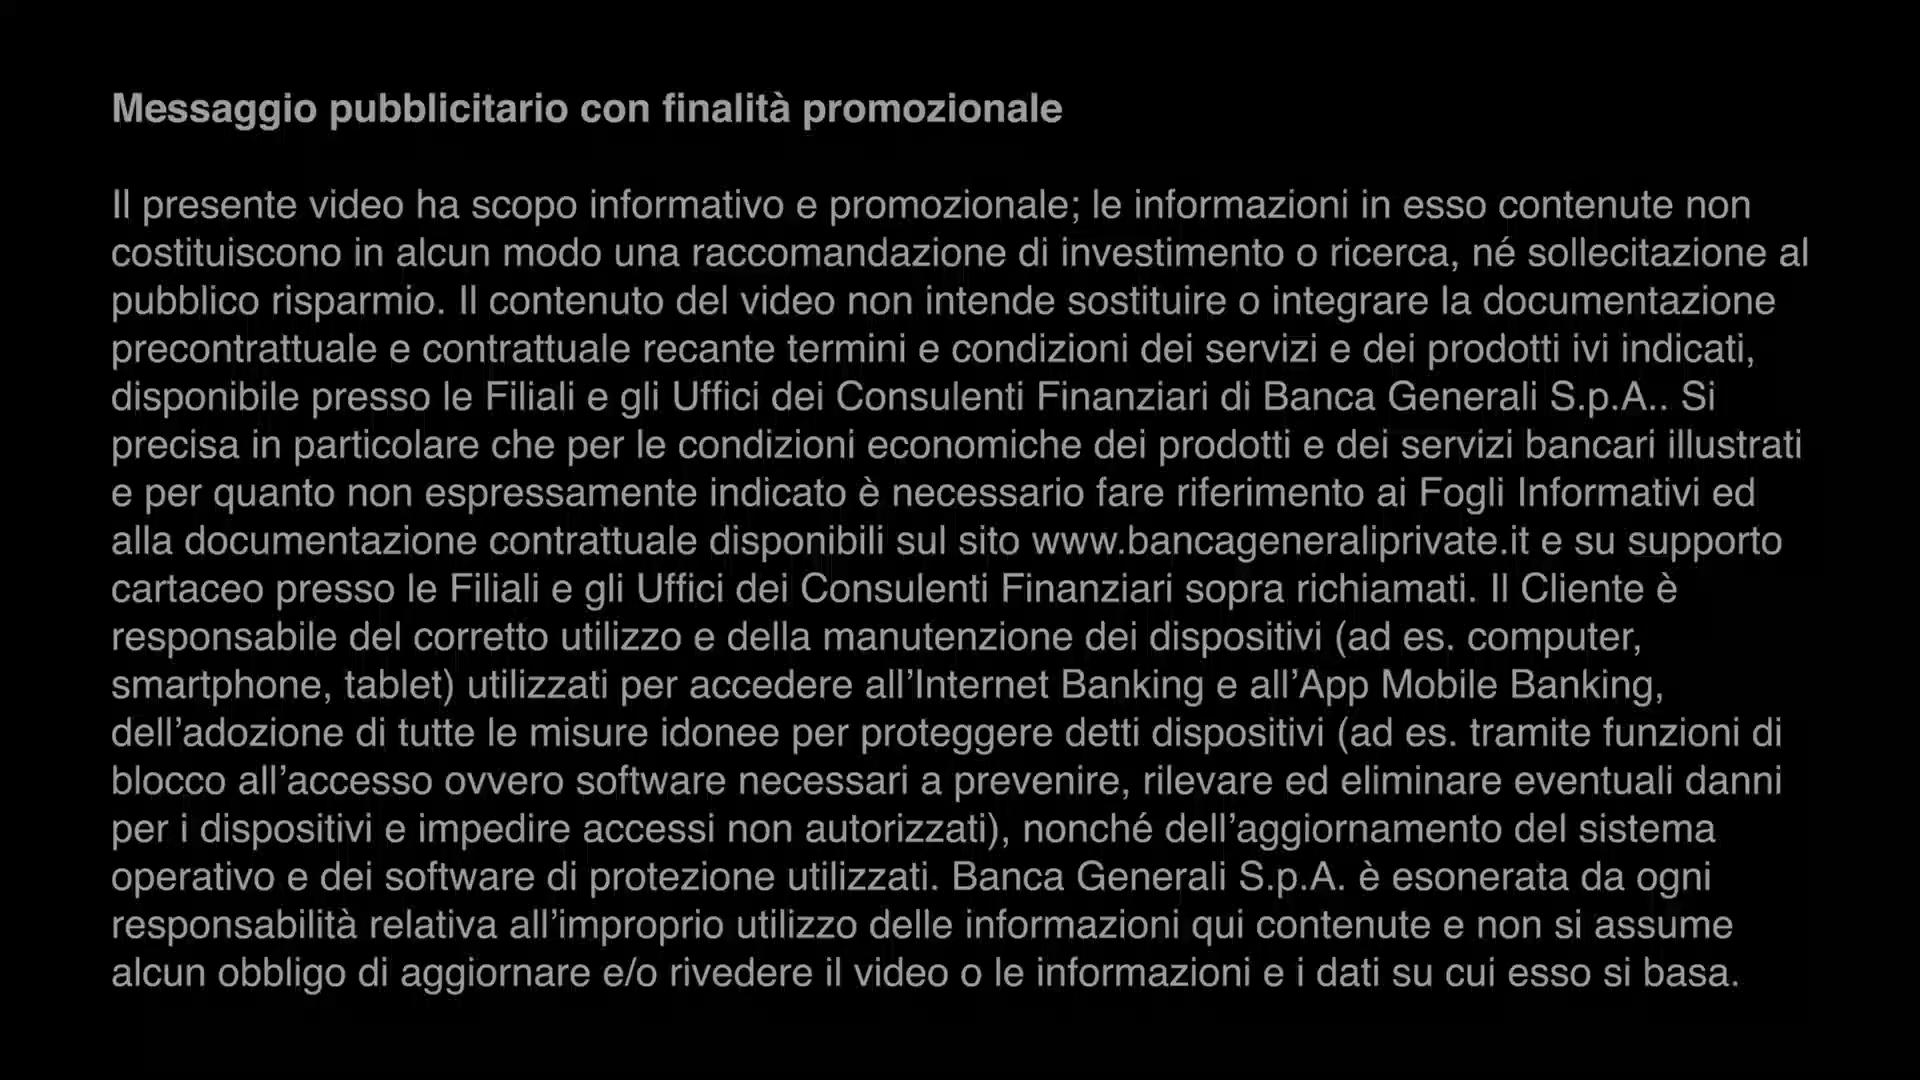 Messaggio pubblicitario con finalità promozionale
Il presente video ha scopo informativo e promozionale; le informazioni in esso contenute non
costituiscono in alcun modo una raccomandazione di investimento o ricerca, né sollecitazione al
pubblico risparmio. Il contenuto del video non intende sostituire o integrare la documentazione
precontrattuale e contrattuale recante termini e condizioni dei servizi e dei prodotti ivi indicati,
disponibile presso le Filiali e gli Uffici dei Consulenti Finanziari di Banca Generali S.p.A.. Si
precisa in particolare che per le condizioni economiche dei prodotti e dei servizi bancari illustrati
e per quanto non espressamente indicato è necessario fare riferimento ai Fogli Informativi ed
alla documentazione contrattuale disponibili sul sito www.bancageneraliprivate.it e su supporto
cartaceo presso le Filiali e gli Uffici dei Consulenti Finanziari sopra richiamati. Il Cliente è
responsabile del corretto utilizzo e della manutenzione dei dispositivi (ad es. computer,
smartphone, tablet) utilizzati per accedere all’Internet Banking e all’App Mobile Banking,
dell’adozione di tutte le misure idonee per proteggere detti dispositivi (ad es. tramite funzioni di
blocco all’accesso ovvero software necessari a prevenire, rilevare ed eliminare eventuali danni
per i dispositivi e impedire accessi non autorizzati), nonché dell’aggiornamento del sistema
operativo e dei software di protezione utilizzati. Banca Generali S.p.A. è esonerata da ogni
responsabilità relativa all’improprio utilizzo delle informazioni qui contenute e non si assume
alcun obbligo di aggiornare e/o rivedere il video o le informazioni e i dati su cui esso si basa.